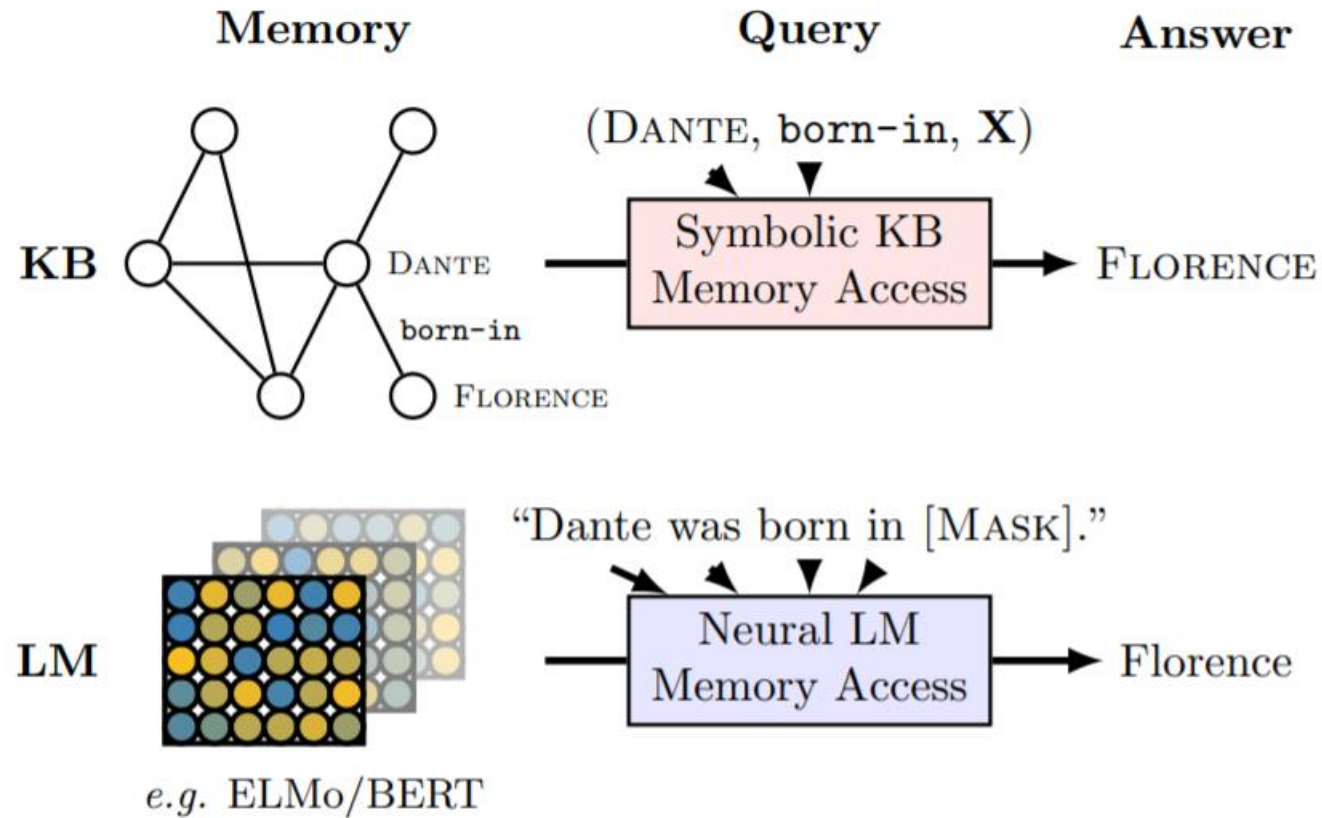 Memory Query Answer
(DANTE, born-in, X)
Symbolic KB
Memory Access
KB
DANTE
born-in
FLORENCE
FLORENCE
“Dante was born in [MASK].”
Neural LM
Memory Access
LM
Florence
e.g. ELMo/BERT